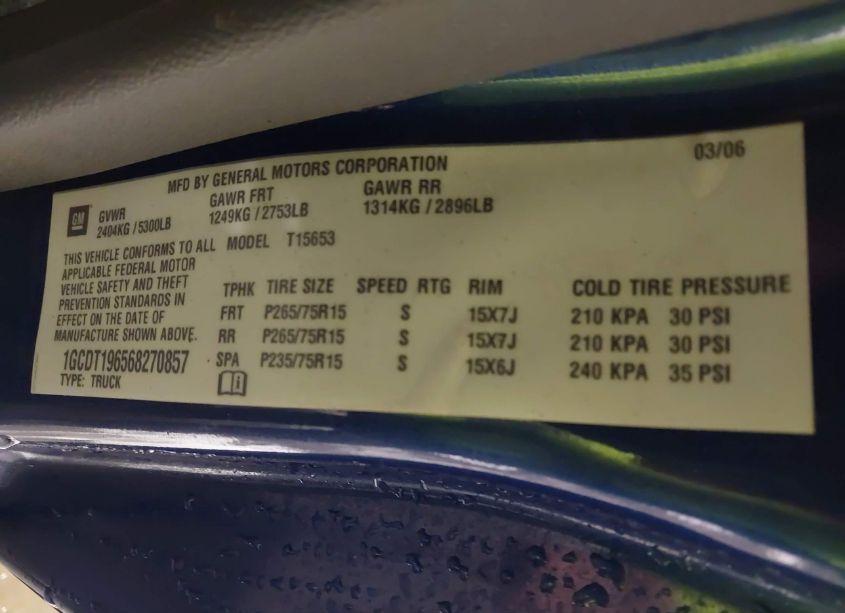 MFD BY GENERAL MOTORS CORPORATION 03/06
GM GVWR GAWR FRT GAWR RR
2404KG / 5300LB 1249KG / 2753LB 1314KG / 2896LB
THIS VEHICLE CONFORMS TO ALL
APPLICABLE FEDERAL MOTOR
VEHICLE SAFETY AND THEFT
PREVENTION STANDARDS IN
EFFECT ON THE DATE OF
MANUFACTURE SHOWN ABOVE.
1GCDT196568270857
TYPE: TRUCK
MODEL T15653
TPHK TIRE SIZE SPEED RTG RIM COLD TIRE PRESSURE
FRT P265/75R15 S 15X7J 210 KPA 30 PSI
RR P265/75R15 S 15X7J 210 KPA 30 PSI
SPA P235/75R15 S 15X6J 240 KPA 35 PSI